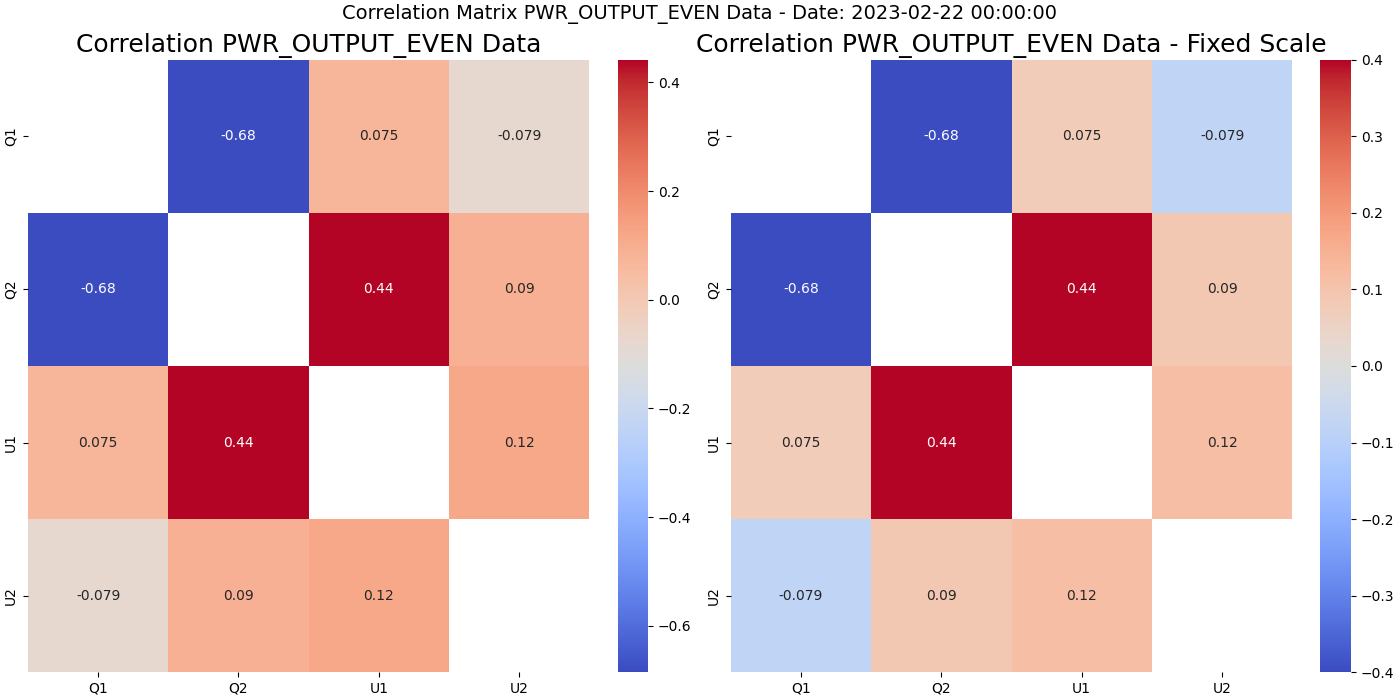 Correlation Matrix PWR_OUTPUT_EVEN Data - Date: 2023-02-22 00:00:00
Correlation PWR_OUTPUT_EVEN Data
Q1
-0.68
0.075
-0.079
Q2
-0.68
0.44
0.09
U1
0.075
0.44
0.12
U2
-0.079
0.09
0.12
Q1
Q2
U1
U2
0.4
0.2
0.0
−0.2
−0.4
−0.6
Correlation PWR_OUTPUT_EVEN Data - Fixed Scale
Q1
-0.68
0.075
-0.079
Q2
-0.68
0.44
0.09
U1
0.075
0.44
0.12
U2
-0.079
0.09
0.12
Q1
Q2
U1
U2
0.4
0.3
0.2
0.1
0.0
−0.1
−0.2
−0.3
−0.4